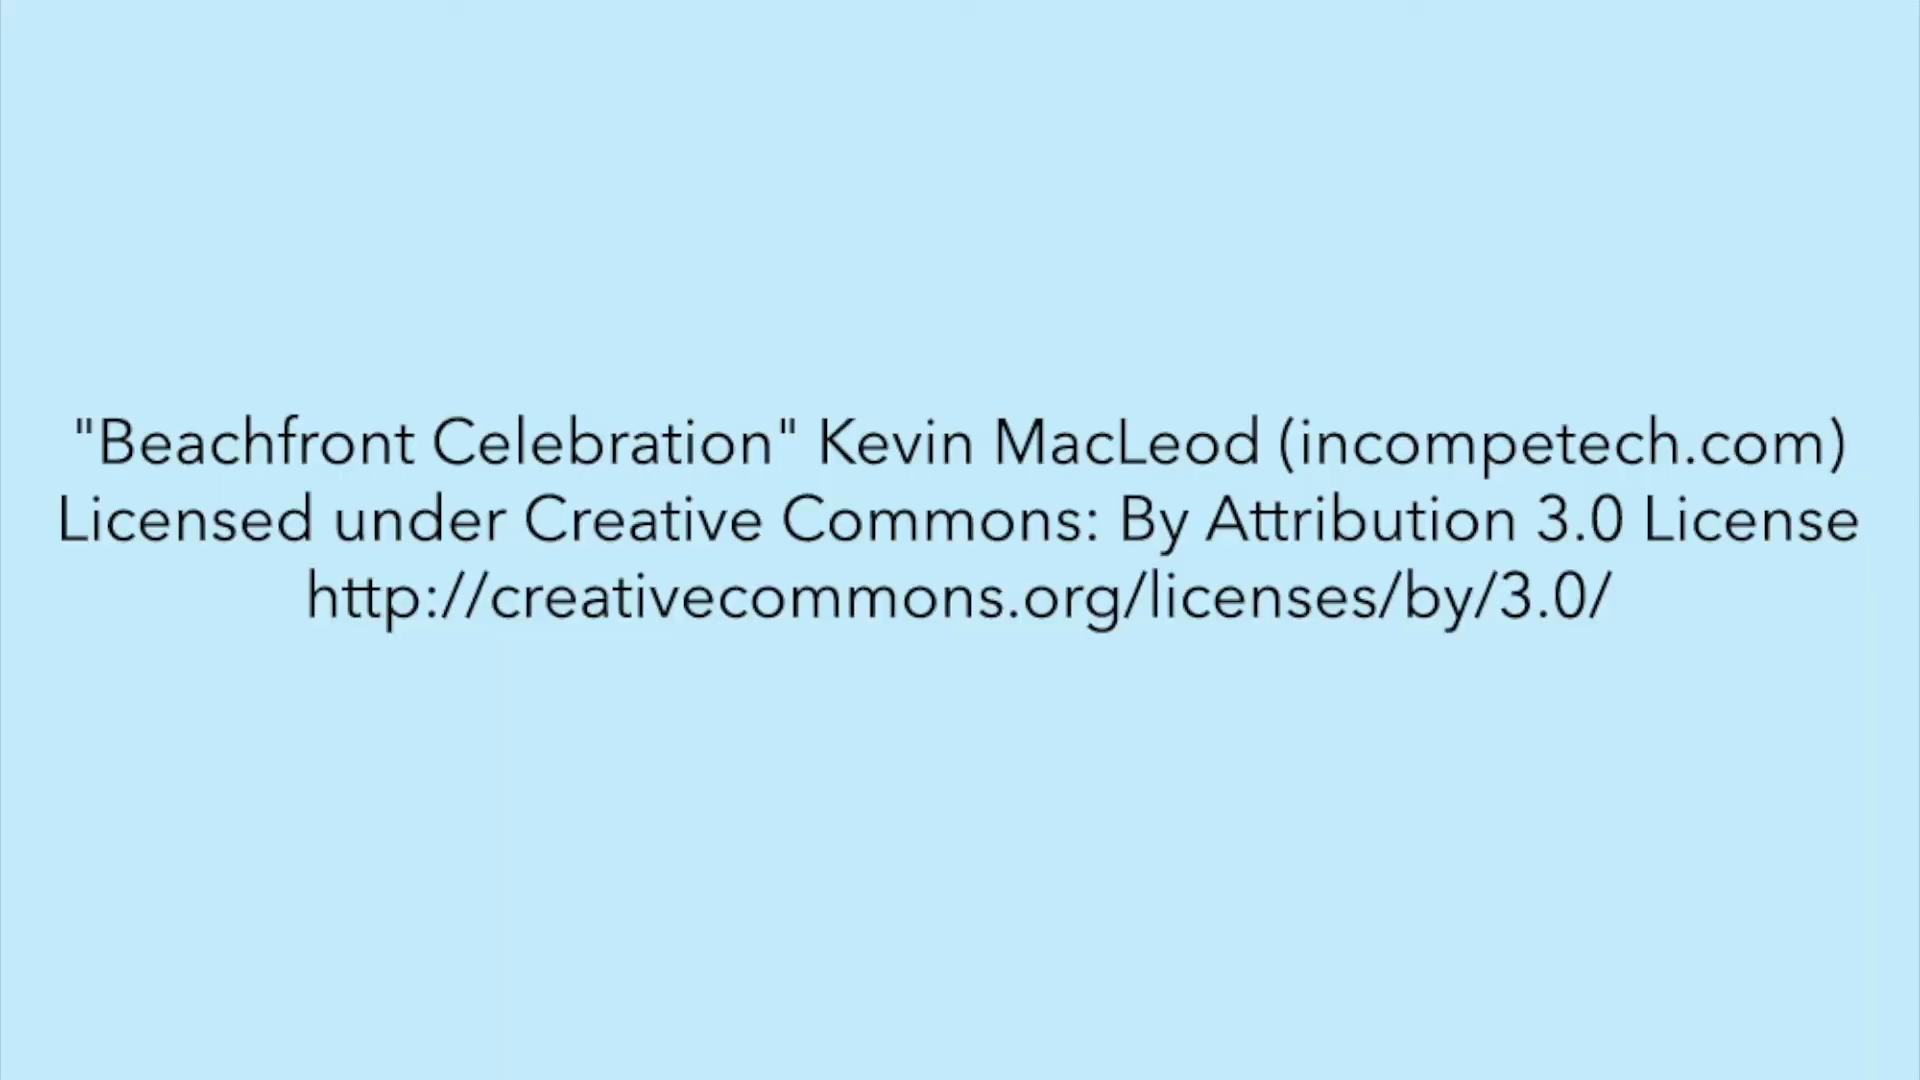 "Beachfront Celebration" Kevin MacLeod (incompetech.com)
Licensed under Creative Commons: By Attribution 3.0 License
http://creativecommons.org/licenses/by/3.0/